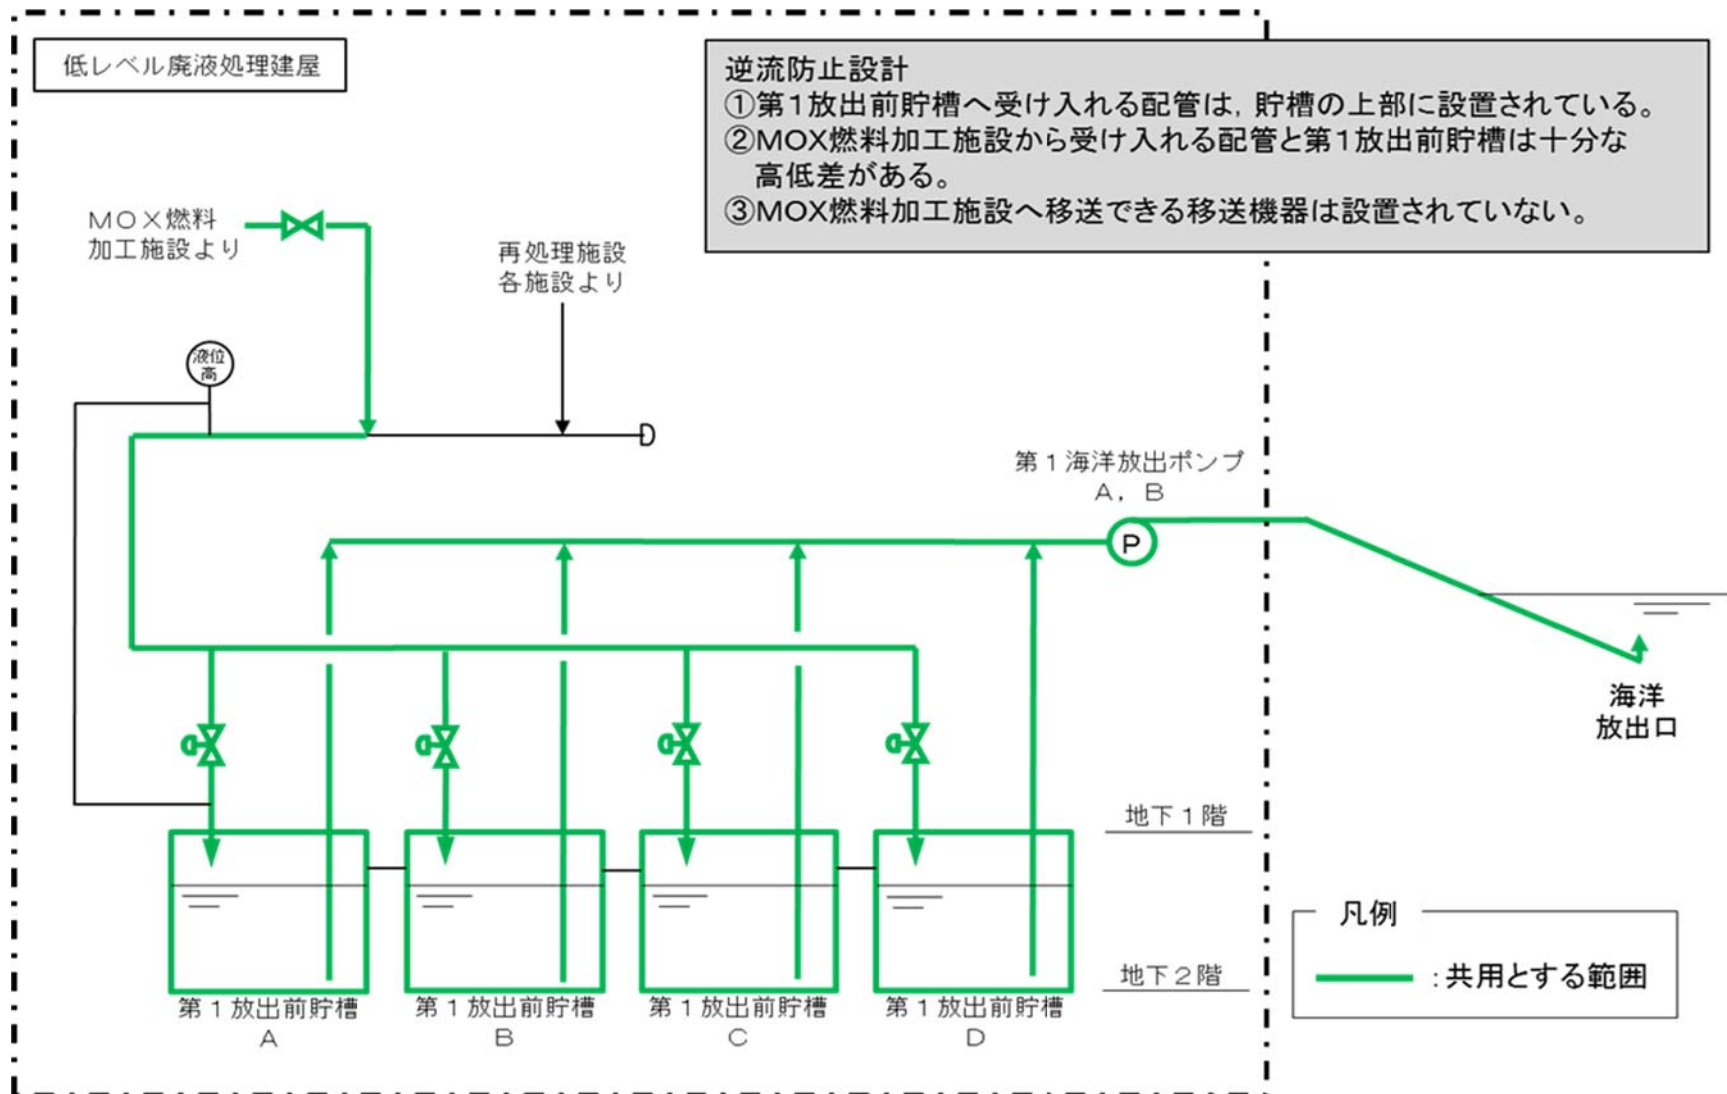 低レベル廃液処理建屋
逆流防止設計
①第1放出前貯槽へ受け入れる配管は,貯槽の上部に設置されている。
②MOX燃料加工施設から受け入れる配管と第1放出前貯槽は十分な
高低差がある。
③MOX燃料加工施設へ移送できる移送機器は設置されていない。
MOX燃料
加工施設より
再処理施設
各施設より
液位
高
第1海洋放出ポンプ
A, B
P
海洋
放出口
地下1階
地下2階
第1放出前貯槽
A
第1放出前貯槽
B
第1放出前貯槽
C
第1放出前貯槽
D
凡例
:共用とする範囲